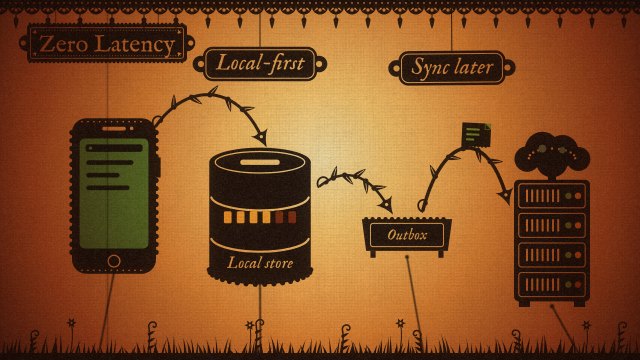 Zero Latency
Local-first
Sync later
Outbox
Local store